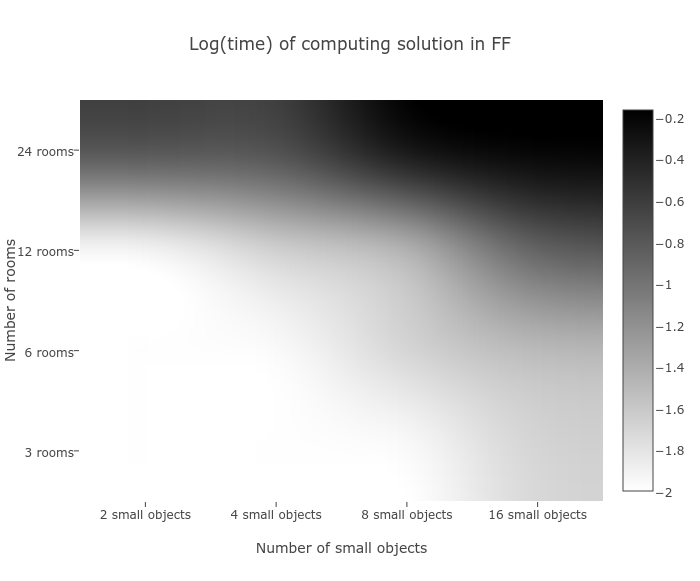 Log(time) of computing solution in FF
Number of rooms
24 rooms
12 rooms
6 rooms
3 rooms
2 small objects
4 small objects
8 small objects
16 small objects
Number of small objects
−0.2
−0.4
−0.6
−0.8
−1
−1.2
−1.4
−1.6
−1.8
−2